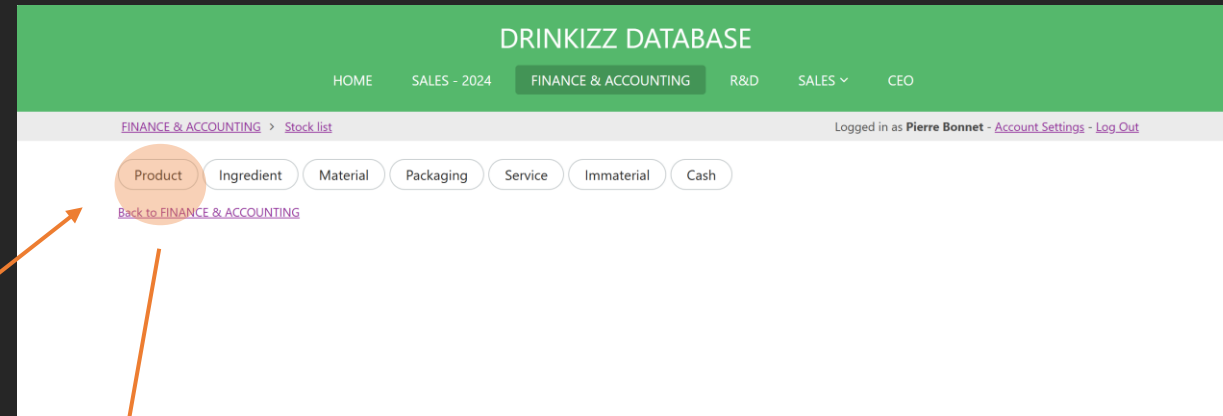 DRINKIZZ DATABASE
HOME SALES - 2024 FINANCE & ACCOUNTING R&D SALES CEO
FINANCE & ACCOUNTING > Stock list Logged in as Pierre Bonnet - Account Settings - Log Out
Product Ingredient Material Packaging Service Immaterial Cash
Back to FINANCE & ACCOUNTING